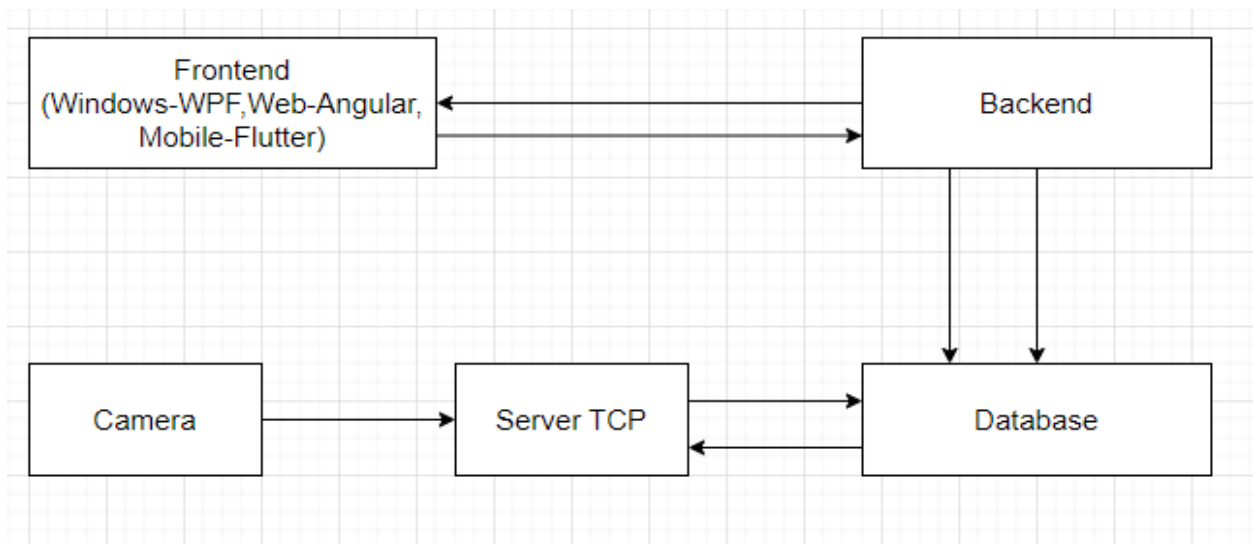 Frontend
(Windows-WPF,Web-Angular,
Mobile-Flutter)
Backend
Camera
Server TCP
Database